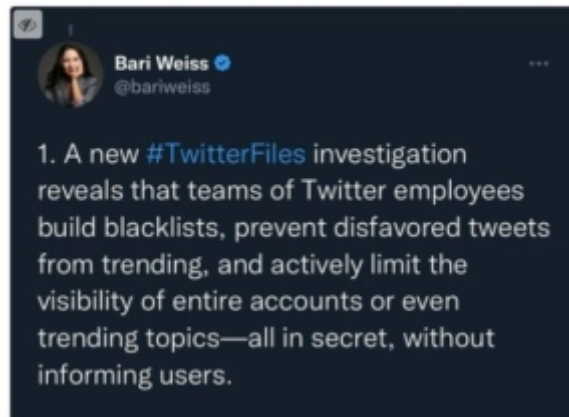 Bari Weiss
@bariweiss
1. A new #TwitterFiles investigation
reveals that teams of Twitter employees
build blacklists, prevent disfavored tweets
from trending, and actively limit the
visibility of entire accounts or even
trending topics—all in secret, without
informing users.